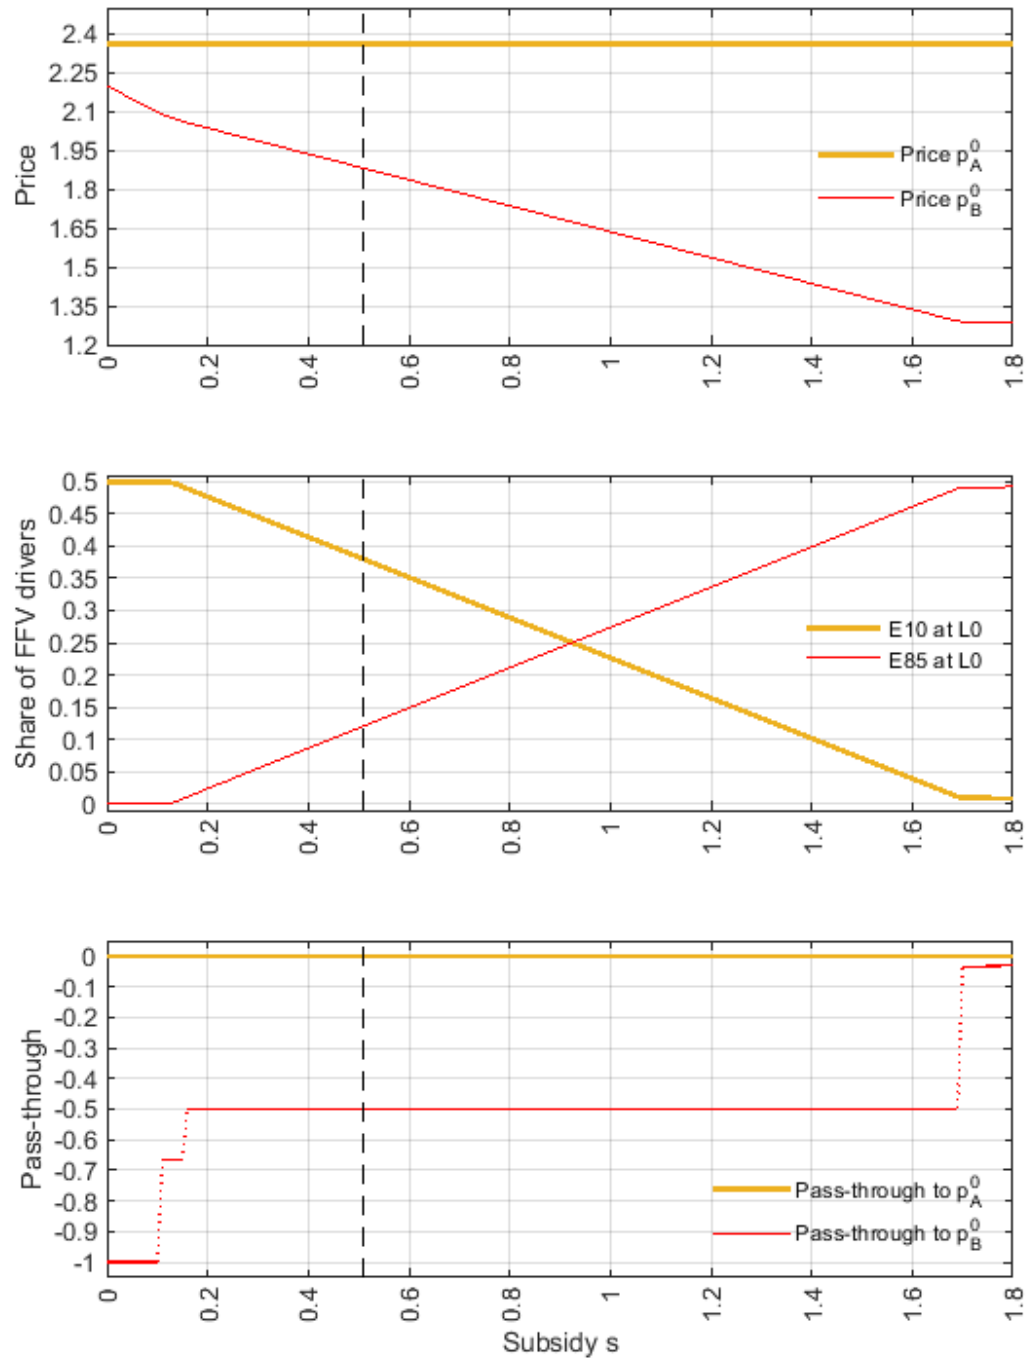 2.4
2.25
2.1
1.95
1.8
1.65
1.5
1.35
1.2
Price
Price p_A^0
Price p_B^0
0 0.2 0.4 0.6 0.8 1 1.2 1.4 1.6 1.8
0.5
0.45
0.4
0.35
0.3
0.25
0.2
0.15
0.1
0.05
0
Share of FFV drivers
E10 at L0
E85 at L0
0 0.2 0.4 0.6 0.8 1 1.2 1.4 1.6 1.8
0
-0.1
-0.2
-0.3
-0.4
-0.5
-0.6
-0.7
-0.8
-0.9
-1
Pass-through
Pass-through to p_A^0
Pass-through to p_B^0
0 0.2 0.4 0.6 0.8 1 1.2 1.4 1.6 1.8
Subsidy s